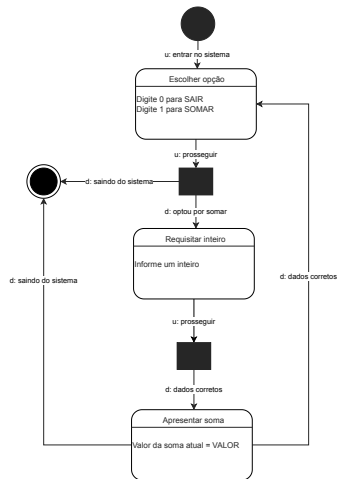 u: entrar no sistema
Escolher opção
Digite 0 para SAIR
Digite 1 para SOMAR
u: prosseguir
d: saindo do sistema
d: optou por somar
Requisitar inteiro
Informe um inteiro
d: saindo do sistema
d: dados corretos
u: prosseguir
d: dados corretos
Apresentar soma
Valor da soma atual = VALOR